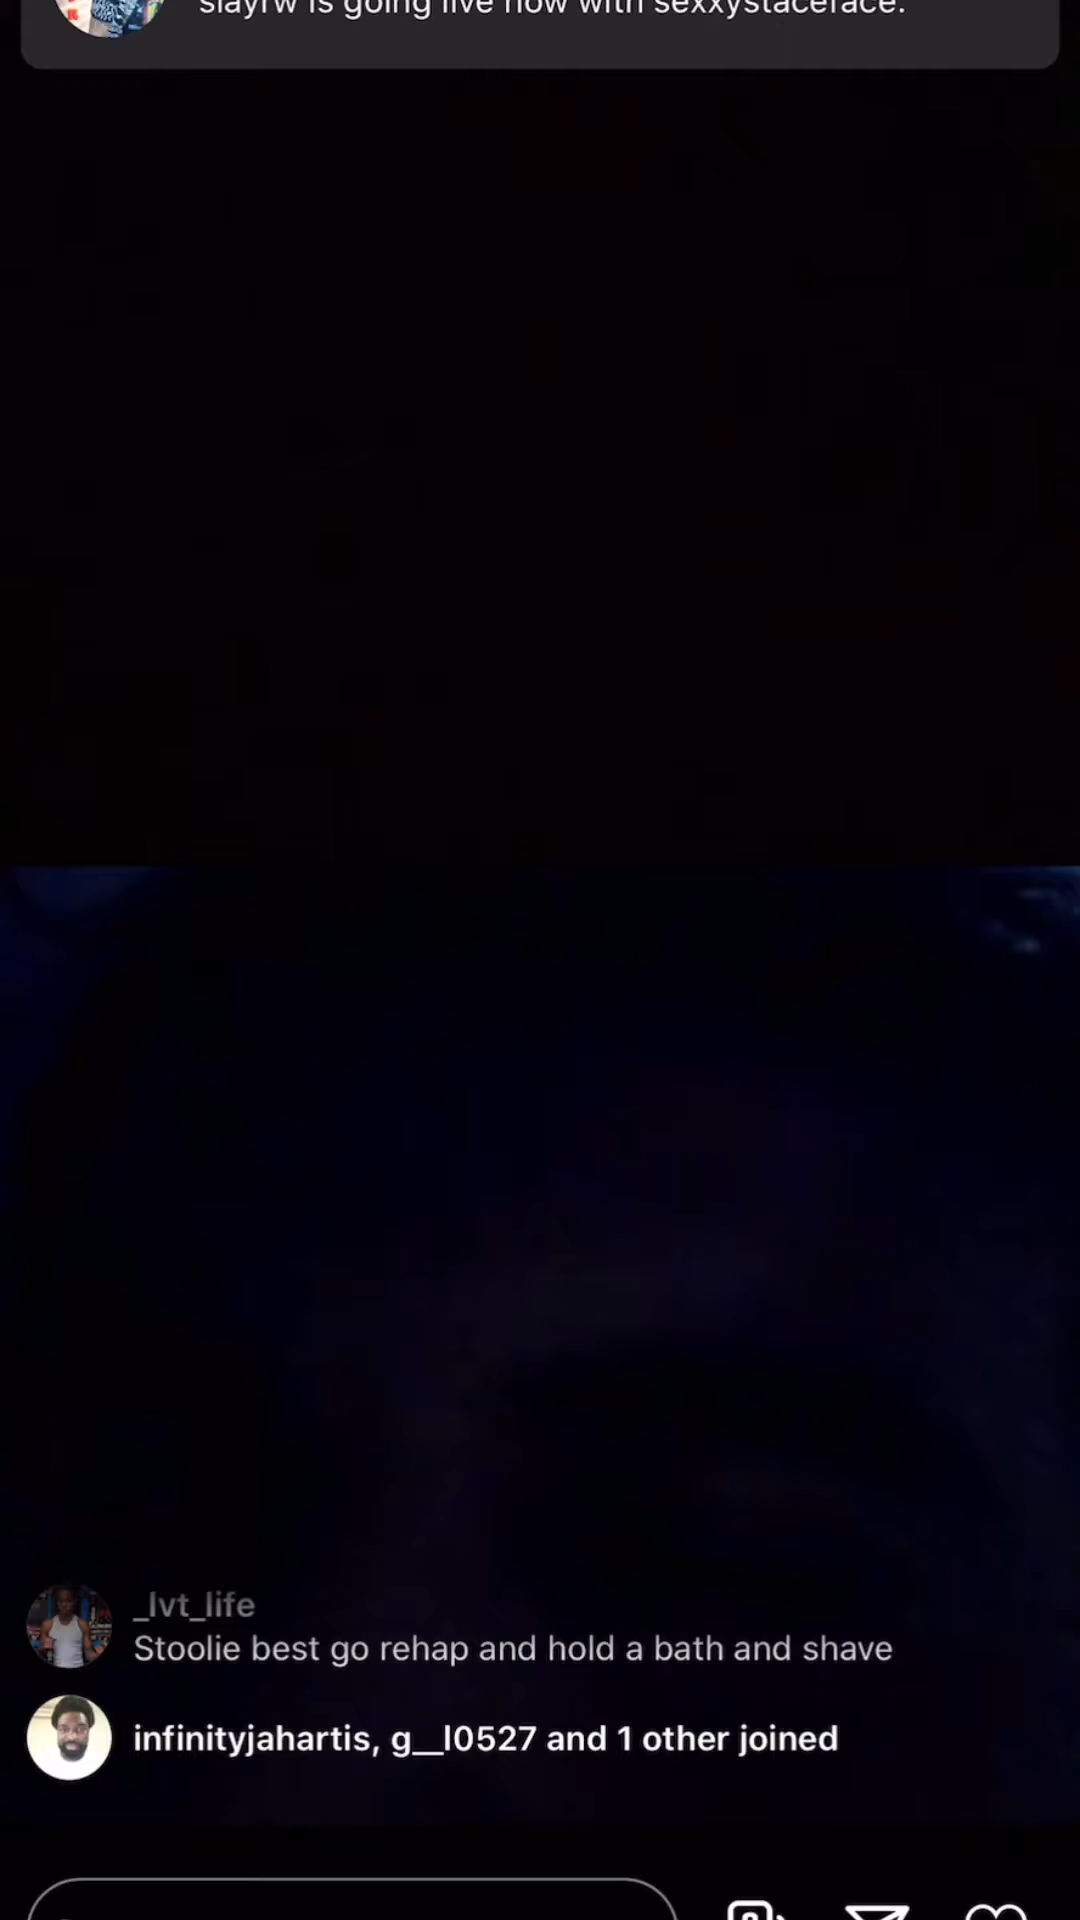 slayrw is going live now with sexxystaceface.
_lvt_life
Stoolie best go rehap and hold a bath and shave
infinityjahartis, g__l0527 and 1 other joined